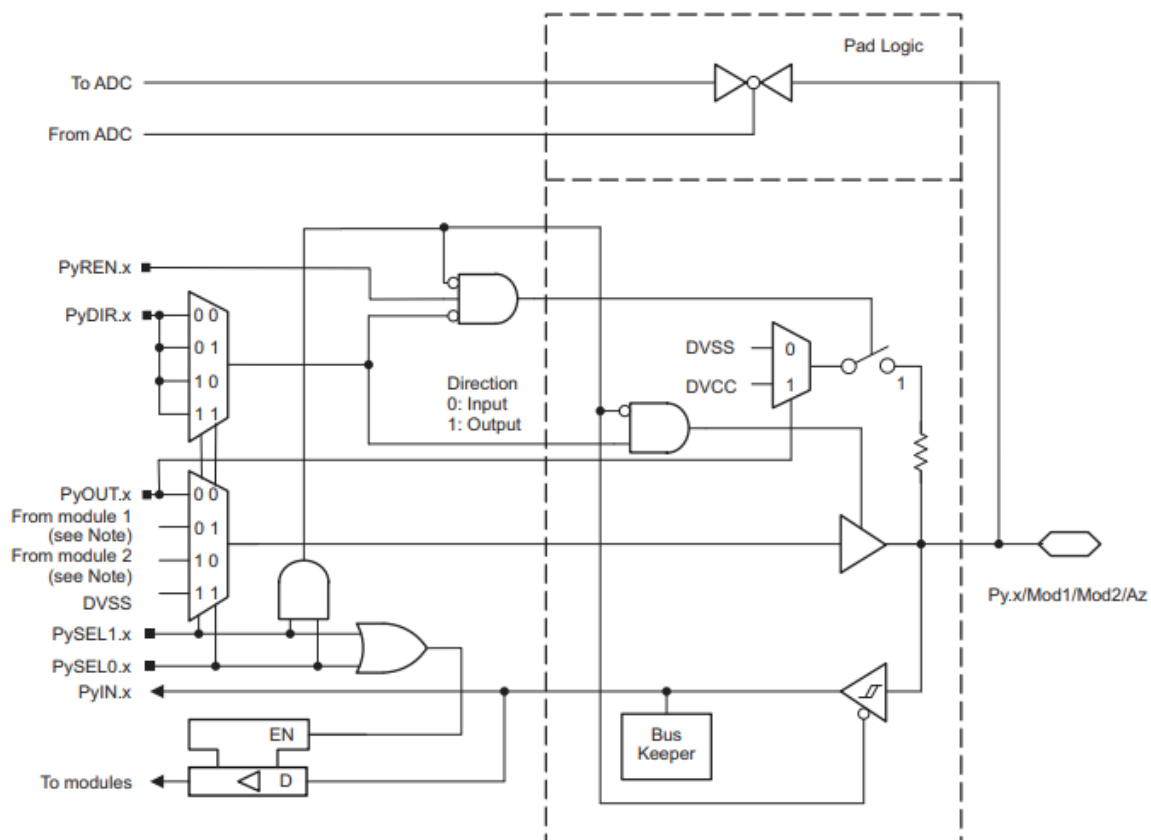 Pad Logic
To ADC
From ADC
PyREN.x
PyDIR.x
0 0
0 1
1 0
1 1
Direction
0: Input
1: Output
DVSS
DVCC
0
1
1
PyOUT.x
From module 1
(see Note)
From module 2
(see Note)
DVSS
0 0
0 1
1 0
1 1
Py.x/Mod1/Mod2/Az
PySEL1.x
PySEL0.x
PyIN.x
Bus
Keeper
EN
D
To modules